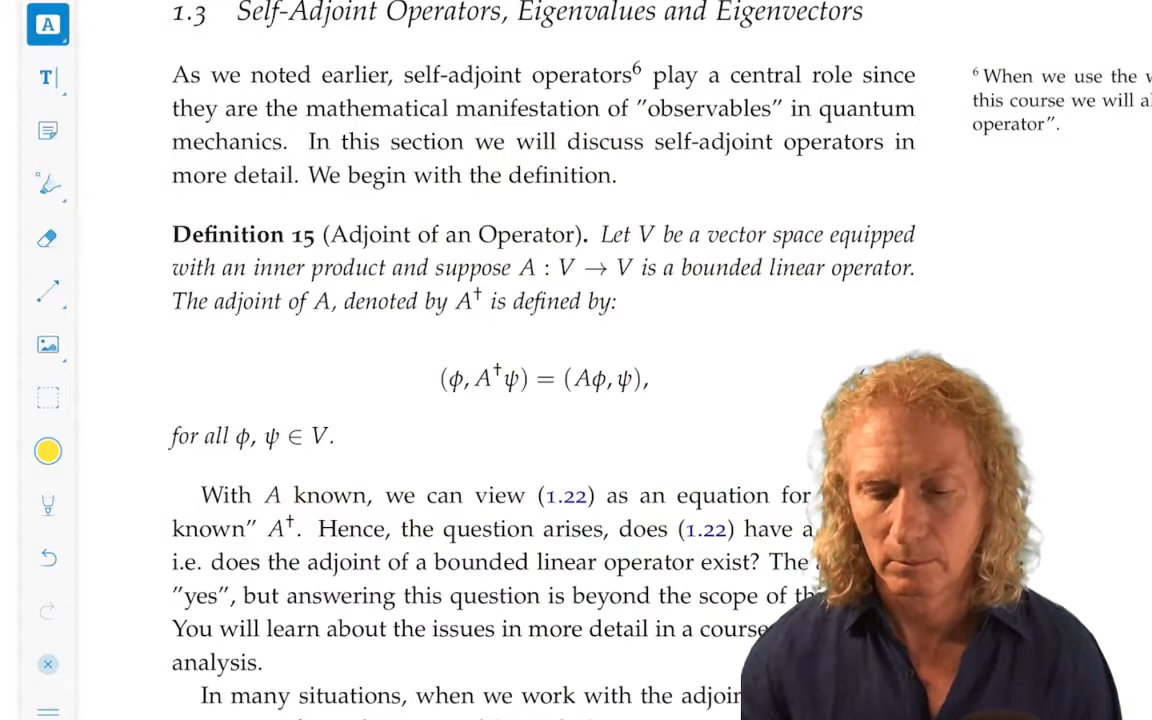 A
T
1.3 Self-Adjoint Operators, Eigenvalues and Eigenvectors
As we noted earlier, self-adjoint operators⁶ play a central role since
they are the mathematical manifestation of ”observables” in quantum
mechanics. In this section we will discuss self-adjoint operators in
more detail. We begin with the definition.
⁶ When we use the
this course we will
operator”.
Definition 15 (Adjoint of an Operator). Let V be a vector space equipped
with an inner product and suppose A : V → V is a bounded linear operator.
The adjoint of A, denoted by A† is defined by:
(ϕ, A†ψ) = (Aϕ, ψ),
for all ϕ, ψ ∈ V.
With A known, we can view (1.22) as an equation for
known” A†. Hence, the question arises, does (1.22) have a
i.e. does the adjoint of a bounded linear operator exist? The
”yes”, but answering this question is beyond the scope of
You will learn about the issues in more detail in a course
analysis.
In many situations, when we work with the